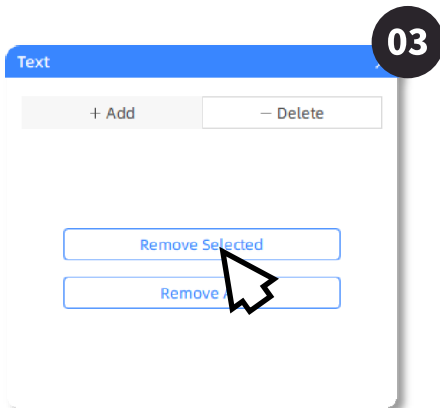 03
Text
+ Add
— Delete
Remove Selected
Remove